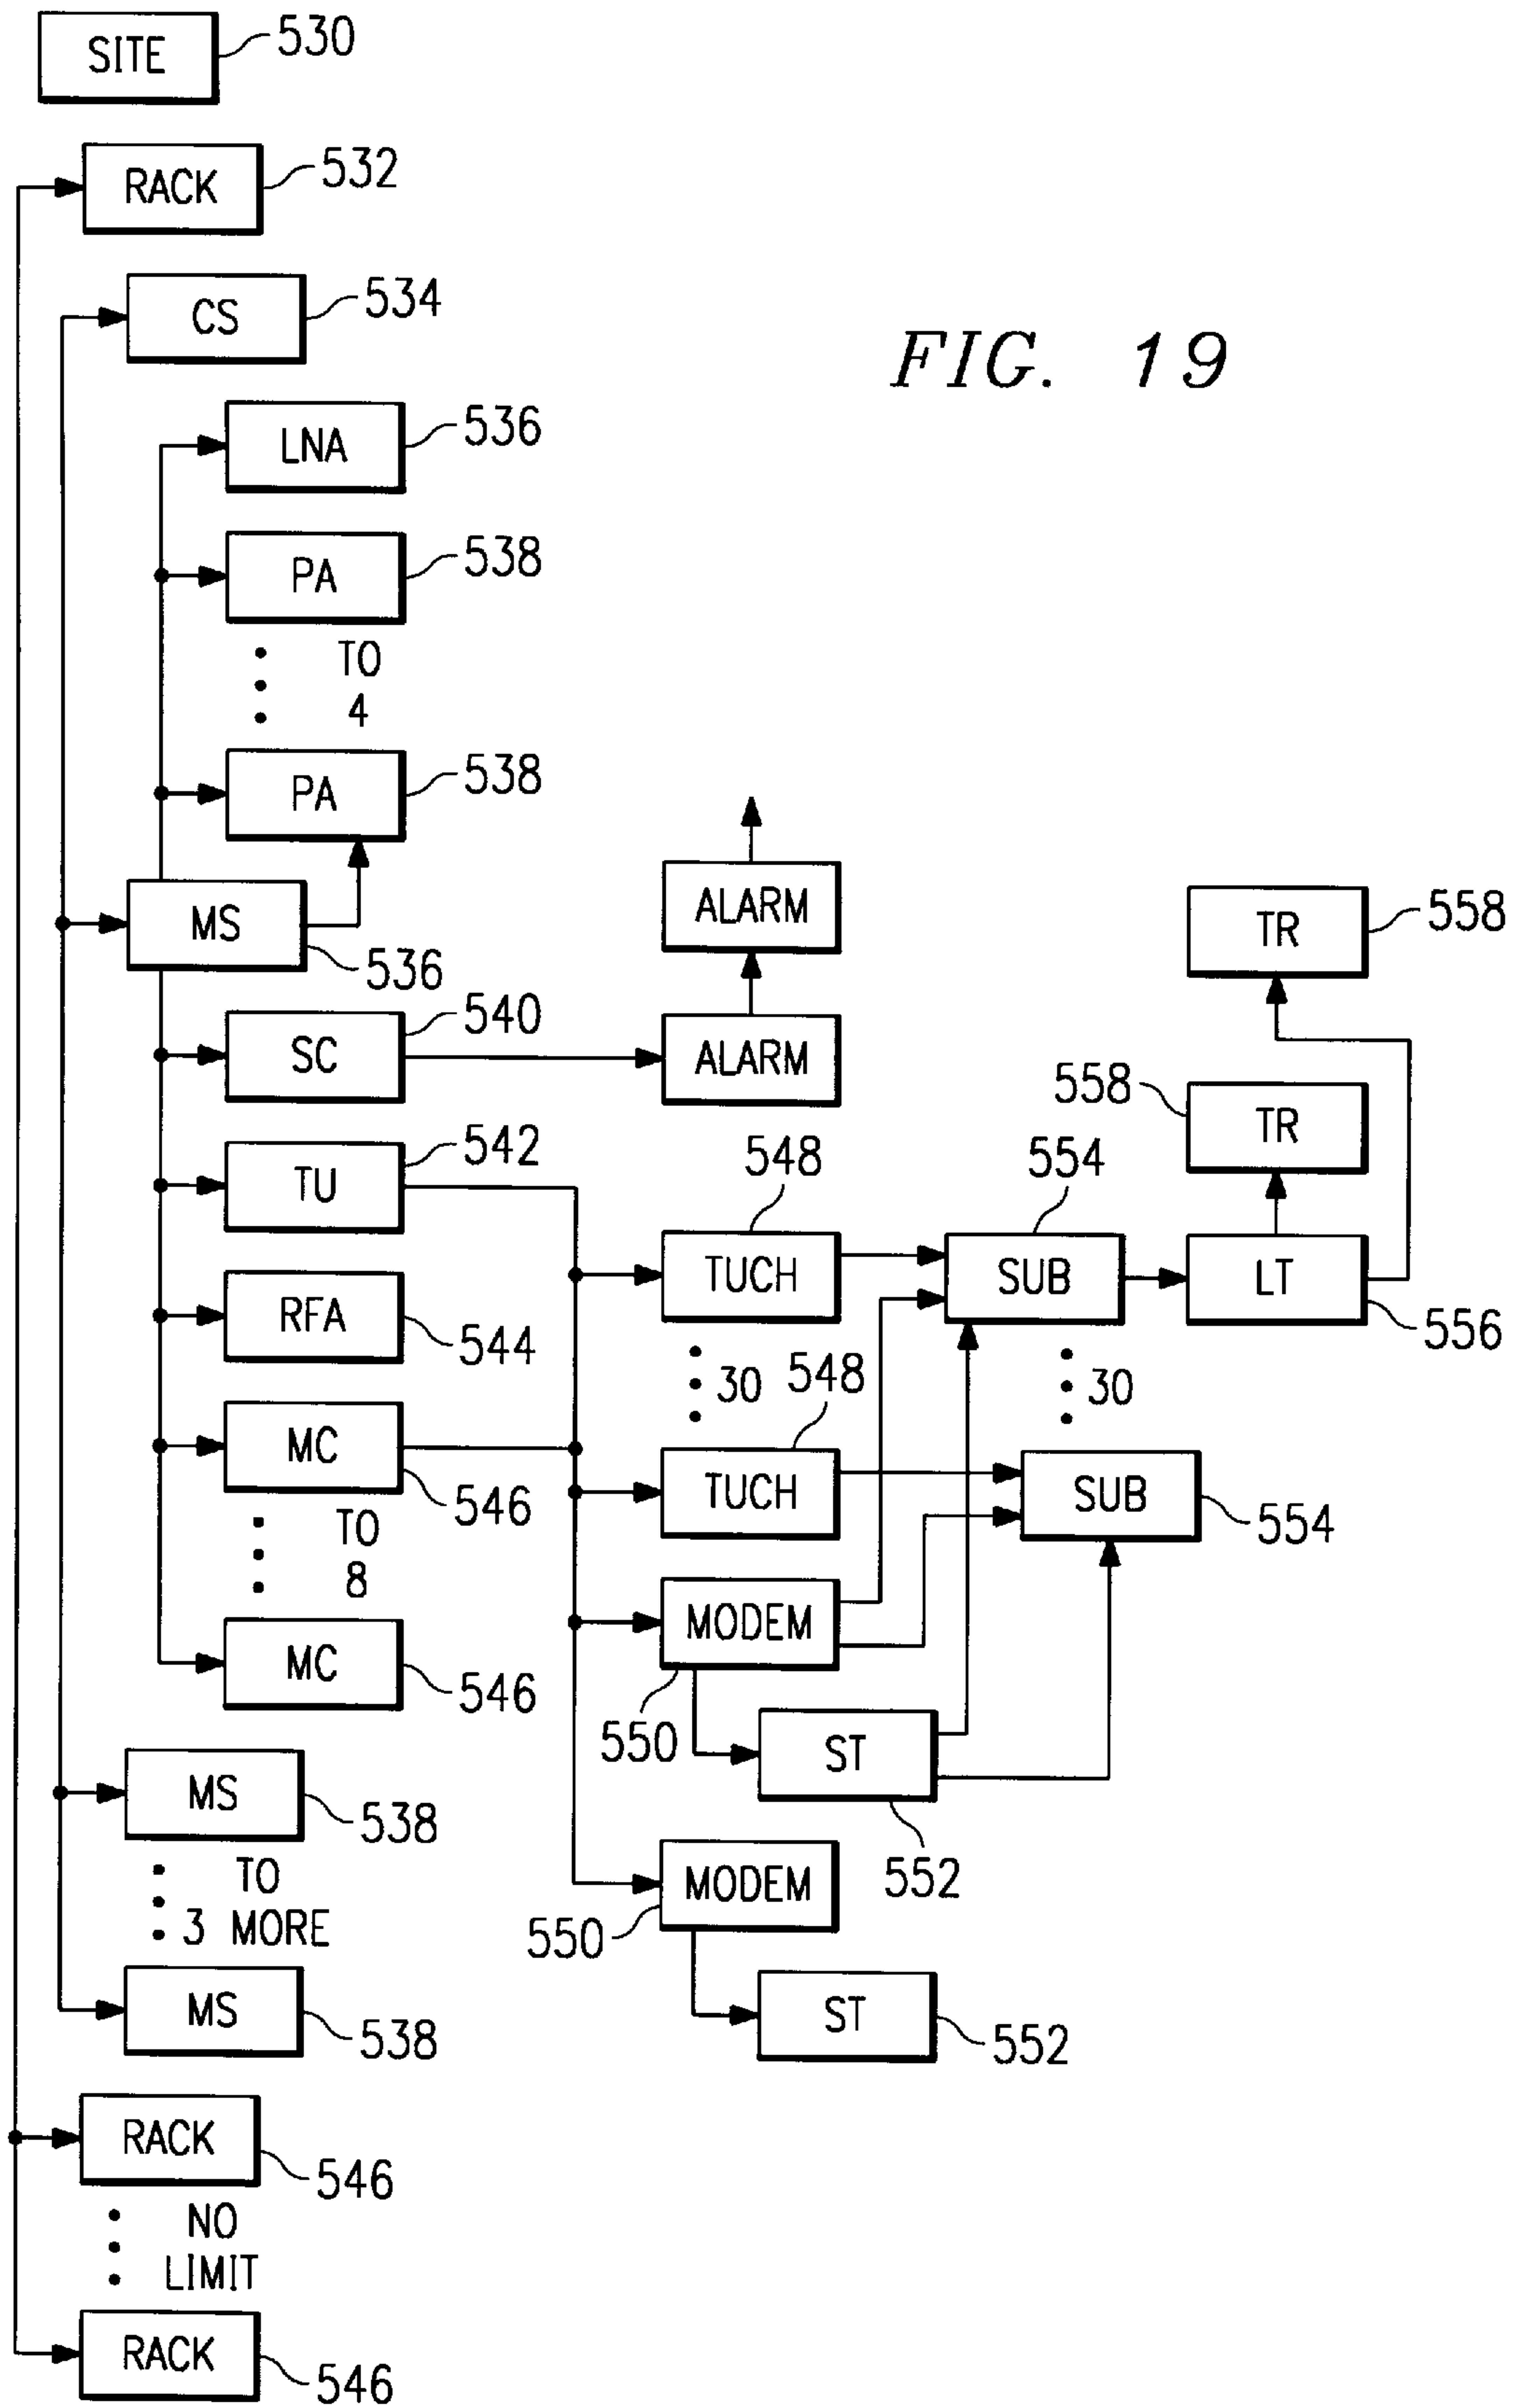 SITE 530
RACK 532
CS 534
FIG. 19
LNA 536
PA 538
TO
4
PA 538
MS 536
ALARM
TR 558
SC 540
ALARM
558 TR
TU 542
548
TUCH
554
SUB
LT 556
RFA 544
30
548
30
MC 546
TUCH
SUB 554
TO
8
MODEM 550
MC 546
ST 552
MS 538
TO
3 MORE
MODEM 550
MS 538
ST 552
RACK 546
NO
LIMIT
RACK 546